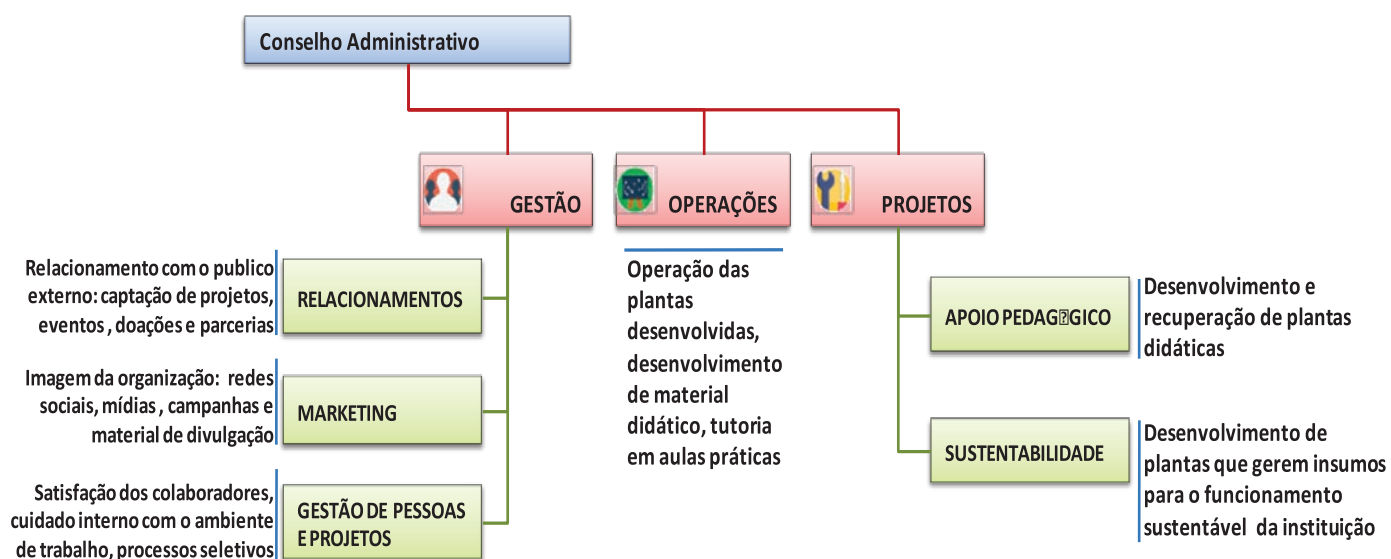 Conselho Administrativo
GESTÃO
OPERAÇÕES
PROJETOS
Relacionamento com o publico
externo: captação de projetos,
eventos , doações e parcerias
RELACIONAMENTOS
Imagem da organização: redes
sociais, mídias , campanhas e
material de divulgação
MARKETING
Satisfação dos colaboradores,
cuidado interno com o ambiente
de trabalho, processos seletivos
GESTÃO DE PESSOAS
E PROJETOS
Operação das
plantas
desenvolvidas,
desenvolvimento
de material
didático, tutoria
em aulas práticas
APOIO PEDAG⍰GICO
Desenvolvimento e
recuperação de plantas
didáticas
SUSTENTABILIDADE
Desenvolvimento de
plantas que gerem insumos
para o funcionamento
sustentável da instituição